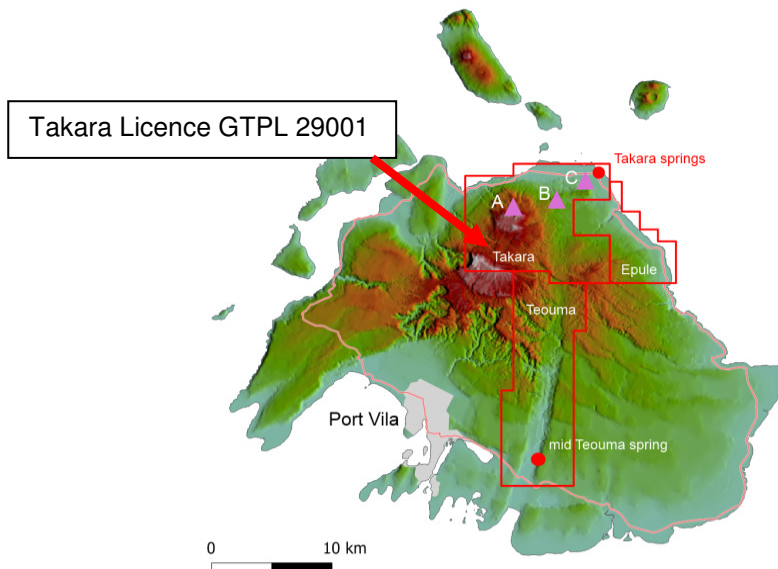 Takara Licence GTPL 29001
Takara springs
C
B
A
Takara
Epule
Teouma
Port Vila
mid Teouma spring
0 10 km